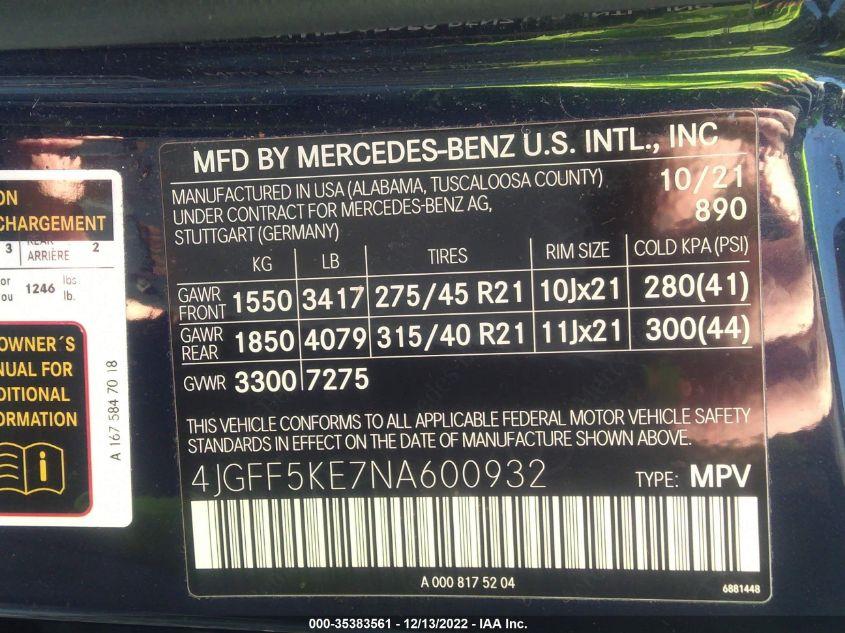 MFD BY MERCEDES-BENZ U.S. INTL., INC
MANUFACTURED IN USA (ALABAMA, TUSCALOOSA COUNTY) 10/21
UNDER CONTRACT FOR MERCEDES-BENZ AG, 890
STUTTGART (GERMANY)
KG LB TIRES RIM SIZE COLD KPA (PSI)
GAWR FRONT 1550 3417 275/45 R21 10Jx21 280(41)
GAWR REAR 1850 4079 315/40 R21 11Jx21 300(44)
GVWR 3300 7275
THIS VEHICLE CONFORMS TO ALL APPLICABLE FEDERAL MOTOR VEHICLE SAFETY
STANDARDS IN EFFECT ON THE DATE OF MANUFACTURE SHOWN ABOVE.
4JGFF5KE7NA600932 TYPE: MPV
A 000 817 52 04
6881448
ON
CHARGEMENT
3 REAR ARRIÈRE 2
or 1246 lbs
ou lb.
OWNER´S
NUAL FOR
DITIONAL
ORMATION
i
A 167 584 70 18
000-35383561 - 12/13/2022 - IAA Inc.